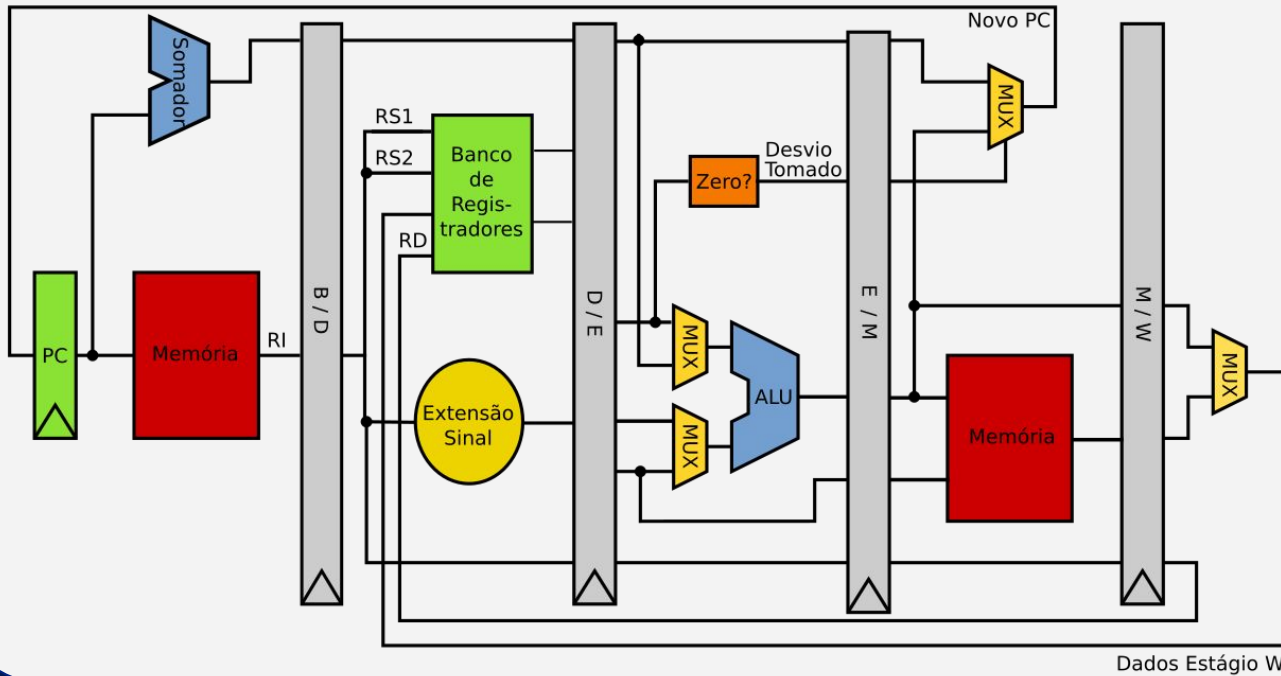 Novo PC
Somador
RS1
RS2
Banco
de
Regis-
tradores
RD
Desvio
Tomado
Zero?
MUX
B / D
D / E
E / M
M / W
PC
Memória
RI
Extensão
Sinal
MUX
MUX
ALU
Memória
MUX
Dados Estágio W